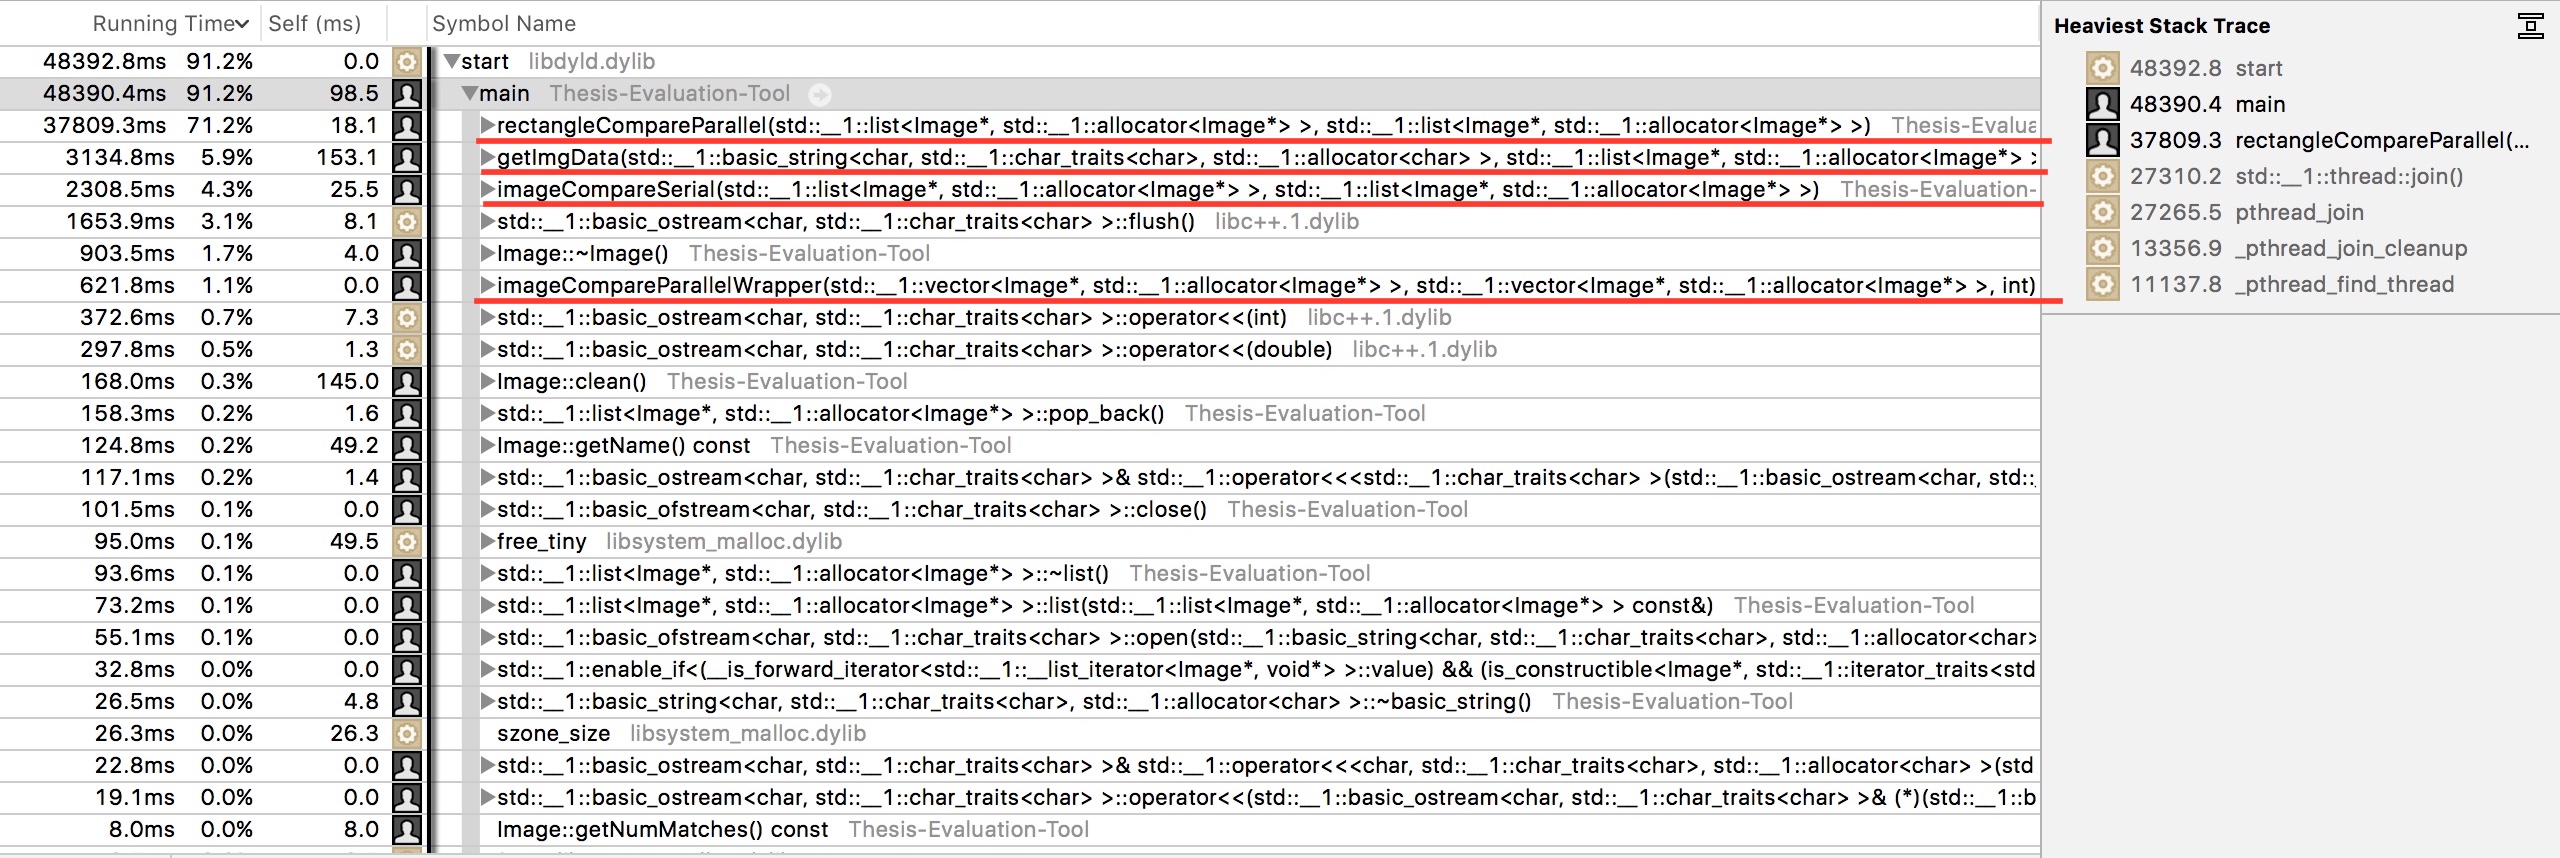 Running Time Self (ms) Symbol Name
48392.8ms 91.2% 0.0 start libdyld.dylib
48390.4ms 91.2% 98.5 main Thesis-Evaluation-Tool
37809.3ms 71.2% 18.1 rectangleCompareParallel(std::__1::list<Image*, std::__1::allocator<Image*> >, std::__1::list<Image*, std::__1::allocator<Image*> >) Thesis-Evalua
3134.8ms 5.9% 153.1 getImgData(std::__1::basic_string<char, std::__1::char_traits<char>, std::__1::allocator<char> >, std::__1::list<Image*, std::__1::allocator<Image*> >
2308.5ms 4.3% 25.5 imageCompareSerial(std::__1::list<Image*, std::__1::allocator<Image*> >, std::__1::list<Image*, std::__1::allocator<Image*> >) Thesis-Evaluation-
1653.9ms 3.1% 8.1 std::__1::basic_ostream<char, std::__1::char_traits<char> >::flush() libc++.1.dylib
903.5ms 1.7% 4.0 Image::~Image() Thesis-Evaluation-Tool
621.8ms 1.1% 0.0 imageCompareParallelWrapper(std::__1::vector<Image*, std::__1::allocator<Image*> >, std::__1::vector<Image*, std::__1::allocator<Image*> >, int)
372.6ms 0.7% 7.3 std::__1::basic_ostream<char, std::__1::char_traits<char> >::operator<<(int) libc++.1.dylib
297.8ms 0.5% 1.3 std::__1::basic_ostream<char, std::__1::char_traits<char> >::operator<<(double) libc++.1.dylib
168.0ms 0.3% 145.0 Image::clean() Thesis-Evaluation-Tool
158.3ms 0.2% 1.6 std::__1::list<Image*, std::__1::allocator<Image*> >::pop_back() Thesis-Evaluation-Tool
124.8ms 0.2% 49.2 Image::getName() const Thesis-Evaluation-Tool
117.1ms 0.2% 1.4 std::__1::basic_ostream<char, std::__1::char_traits<char> >& std::__1::operator<<<std::__1::char_traits<char> >(std::__1::basic_ostream<char, std::
101.5ms 0.1% 0.0 std::__1::basic_ofstream<char, std::__1::char_traits<char> >::close() Thesis-Evaluation-Tool
95.0ms 0.1% 49.5 free_tiny libsystem_malloc.dylib
93.6ms 0.1% 0.0 std::__1::list<Image*, std::__1::allocator<Image*> >::~list() Thesis-Evaluation-Tool
73.2ms 0.1% 0.0 std::__1::list<Image*, std::__1::allocator<Image*> >::list(std::__1::list<Image*, std::__1::allocator<Image*> > const&) Thesis-Evaluation-Tool
55.1ms 0.1% 0.0 std::__1::basic_ofstream<char, std::__1::char_traits<char> >::open(std::__1::basic_string<char, std::__1::char_traits<char>, std::__1::allocator<char>
32.8ms 0.0% 0.0 std::__1::enable_if<(__is_forward_iterator<std::__1::__list_iterator<Image*, void*> >::value) && (is_constructible<Image*, std::__1::iterator_traits<std
26.5ms 0.0% 4.8 std::__1::basic_string<char, std::__1::char_traits<char>, std::__1::allocator<char> >::~basic_string() Thesis-Evaluation-Tool
26.3ms 0.0% 26.3 szone_size libsystem_malloc.dylib
22.8ms 0.0% 0.0 std::__1::basic_ostream<char, std::__1::char_traits<char> >& std::__1::operator<<<char, std::__1::char_traits<char>, std::__1::allocator<char> >(std
19.1ms 0.0% 0.0 std::__1::basic_ostream<char, std::__1::char_traits<char> >::operator<<(std::__1::basic_ostream<char, std::__1::char_traits<char> >& (*)(std::__1::b
8.0ms 0.0% 8.0 Image::getNumMatches() const Thesis-Evaluation-Tool
Heaviest Stack Trace
48392.8 start
48390.4 main
37809.3 rectangleCompareParallel(...
27310.2 std::__1::thread::join()
27265.5 pthread_join
13356.9 _pthread_join_cleanup
11137.8 _pthread_find_thread